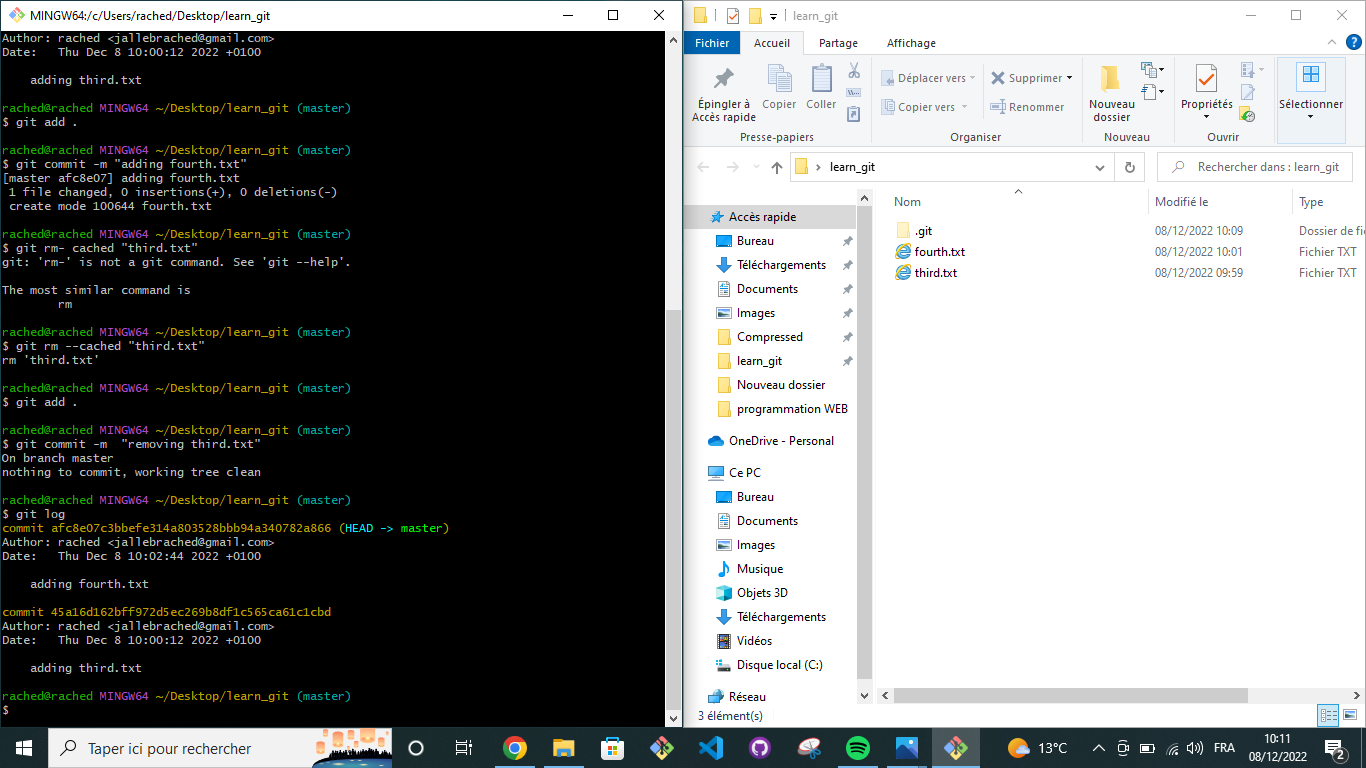 MINGW64:/c/Users/rached/Desktop/learn_git
Author: rached <jallebrached@gmail.com>
Date:   Thu Dec 8 10:00:12 2022 +0100
    adding third.txt
rached@rached MINGW64 ~/Desktop/learn_git (master)
$ git add .
rached@rached MINGW64 ~/Desktop/learn_git (master)
$ git commit -m "adding fourth.txt"
[master afc8e07] adding fourth.txt
 1 file changed, 0 insertions(+), 0 deletions(-)
 create mode 100644 fourth.txt
rached@rached MINGW64 ~/Desktop/learn_git (master)
$ git rm- cached "third.txt"
git: 'rm-' is not a git command. See 'git --help'.
The most similar command is
        rm
rached@rached MINGW64 ~/Desktop/learn_git (master)
$ git rm --cached "third.txt"
rm 'third.txt'
rached@rached MINGW64 ~/Desktop/learn_git (master)
$ git add .
rached@rached MINGW64 ~/Desktop/learn_git (master)
$ git commit -m  "removing third.txt"
On branch master
nothing to commit, working tree clean
rached@rached MINGW64 ~/Desktop/learn_git (master)
$ git log
commit afc8e07c3bbefe314a803528bbb94a340782a866 (HEAD -> master)
Author: rached <jallebrached@gmail.com>
Date:   Thu Dec 8 10:02:44 2022 +0100
    adding fourth.txt
commit 45a16d162bff972d5ec269b8df1c565ca61c1cbd
Author: rached <jallebrached@gmail.com>
Date:   Thu Dec 8 10:00:12 2022 +0100
    adding third.txt
rached@rached MINGW64 ~/Desktop/learn_git (master)
$
learn_git
Fichier Accueil Partage Affichage
Épingler à Accès rapide
Copier
Coller
Déplacer vers
Copier vers
Supprimer
Renommer
Nouveau dossier
Propriétés
Sélectionner
Presse-papiers Organiser Nouveau Ouvrir
learn_git
Rechercher dans : learn_git
Accès rapide
Bureau
Téléchargements
Documents
Images
Compressed
learn_git
Nouveau dossier
programmation WEB
OneDrive - Personal
Ce PC
Bureau
Documents
Images
Musique
Objets 3D
Téléchargements
Vidéos
Disque local (C:)
Réseau
Nom Modifié le Type
.git 08/12/2022 10:09 Dossier de fi
fourth.txt 08/12/2022 10:01 Fichier TXT
third.txt 08/12/2022 09:59 Fichier TXT
3 élément(s)
Taper ici pour rechercher
13°C
FRA
10:11
08/12/2022
2